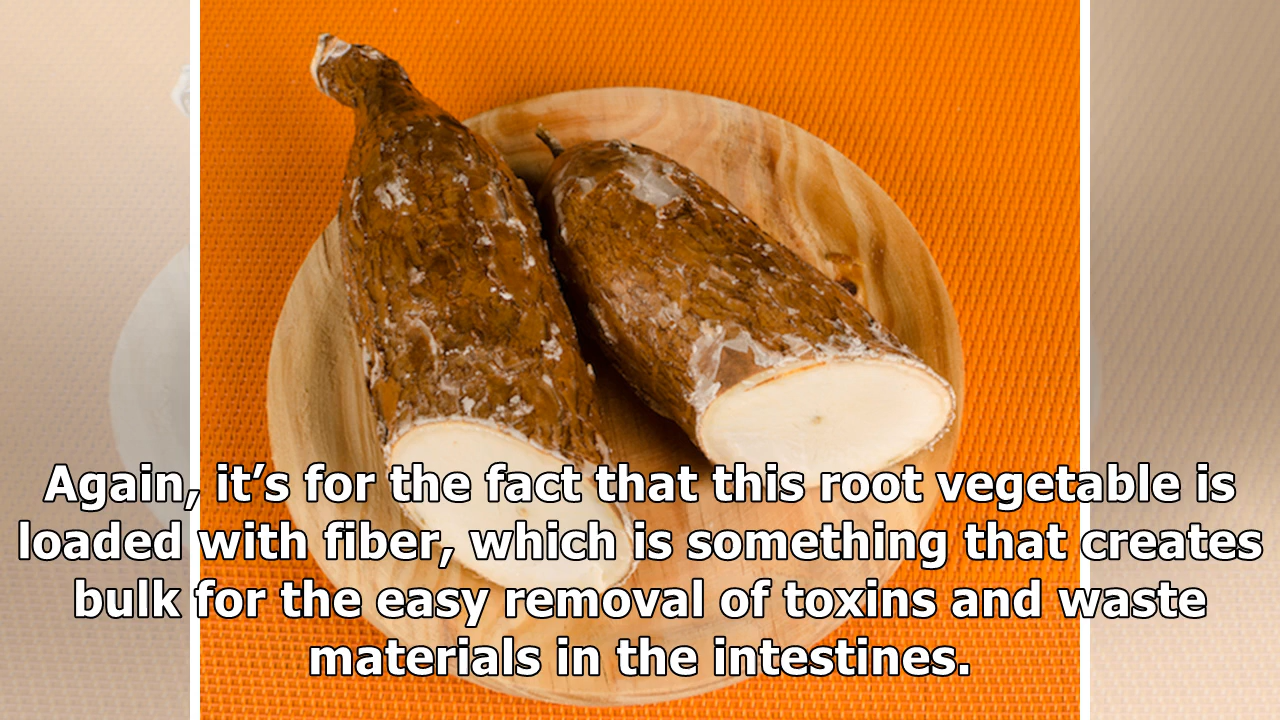 Again, it’s for the fact that this root vegetable is
loaded with fiber, which is something that creates
bulk for the easy removal of toxins and waste
materials in the intestines.